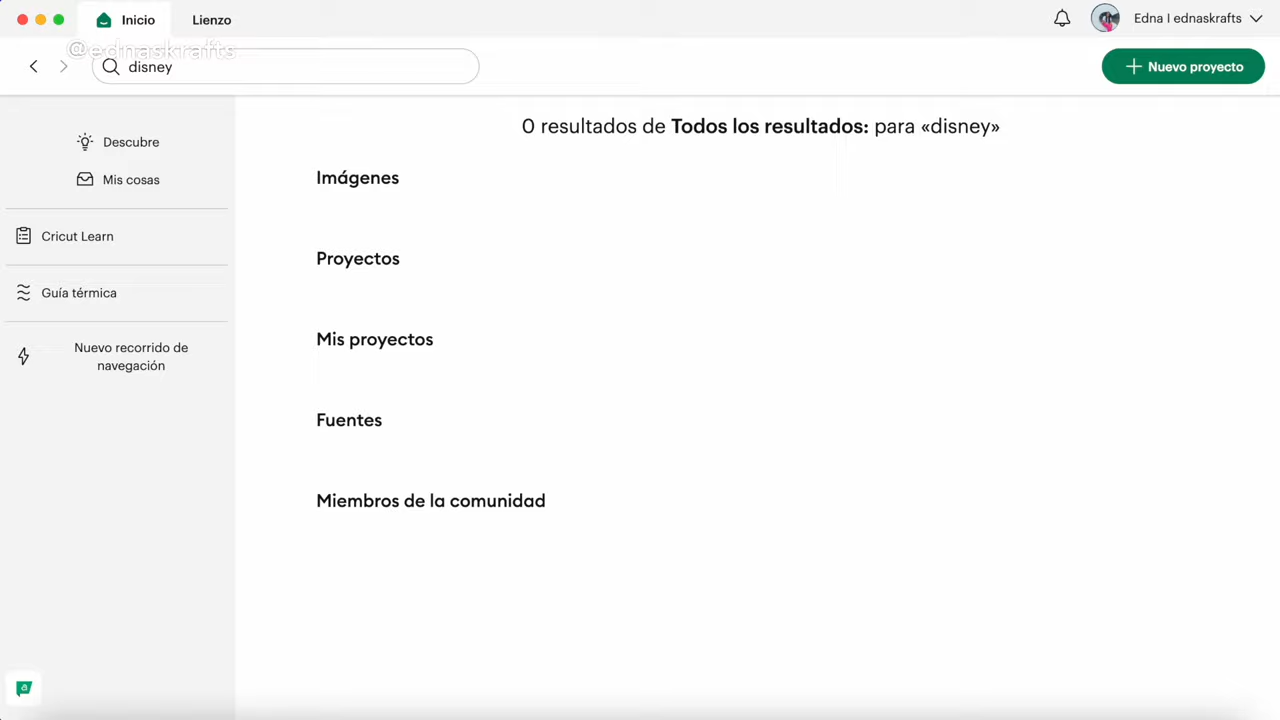 Inicio
Lienzo
Edna I ednaskrafts
@ednaskrafts
disney
Nuevo proyecto
Descubre
Mis cosas
Cricut Learn
Guía térmica
Nuevo recorrido de
navegación
0 resultados de Todos los resultados: para «disney»
Imágenes
Proyectos
Mis proyectos
Fuentes
Miembros de la comunidad